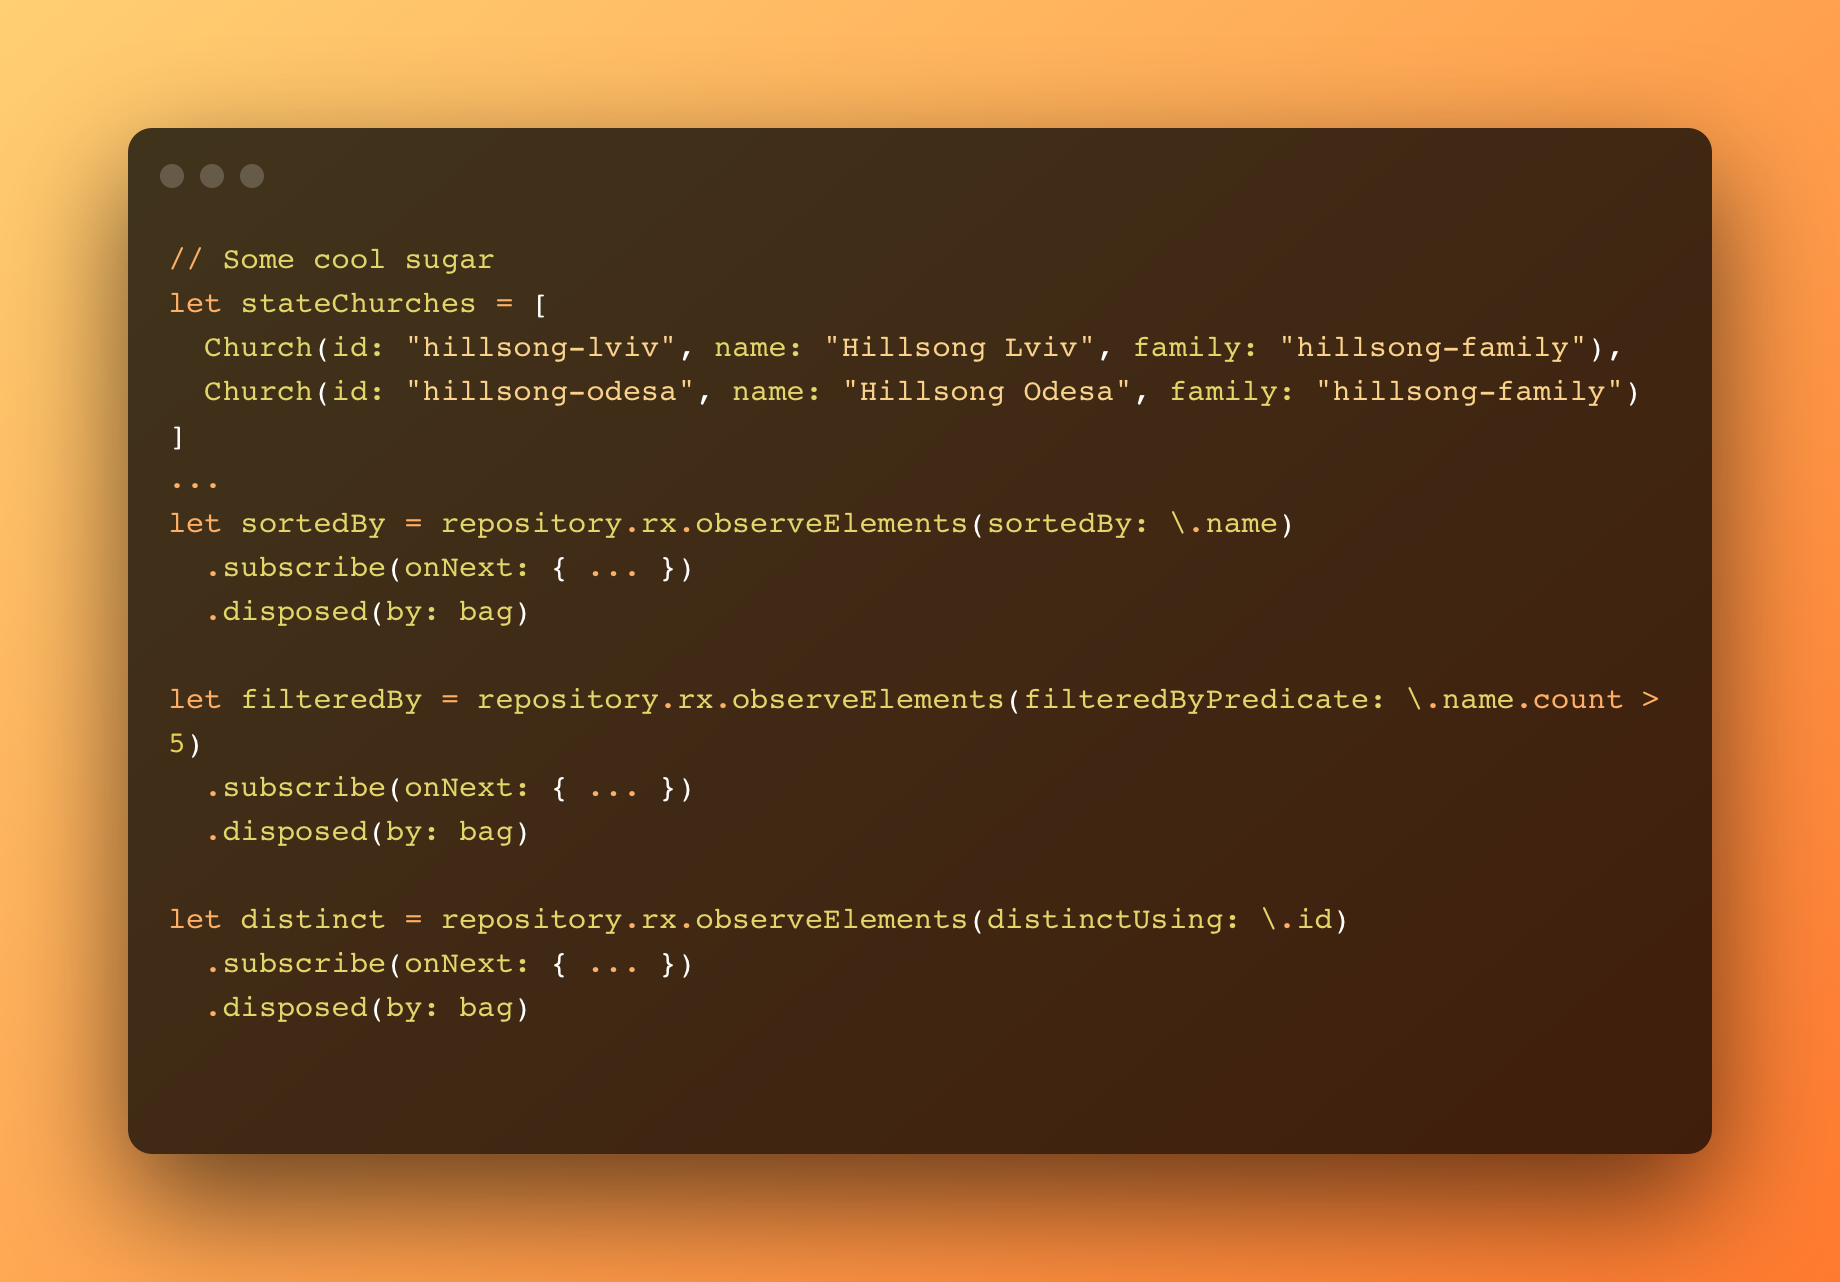 // Some cool sugar
let stateChurches = [
  Church(id: "hillsong-lviv", name: "Hillsong Lviv", family: "hillsong-family"),
  Church(id: "hillsong-odesa", name: "Hillsong Odesa", family: "hillsong-family")
]
...
let sortedBy = repository.rx.observeElements(sortedBy: \.name)
  .subscribe(onNext: { ... })
  .disposed(by: bag)

let filteredBy = repository.rx.observeElements(filteredByPredicate: \.name.count >
5)
  .subscribe(onNext: { ... })
  .disposed(by: bag)

let distinct = repository.rx.observeElements(distinctUsing: \.id)
  .subscribe(onNext: { ... })
  .disposed(by: bag)